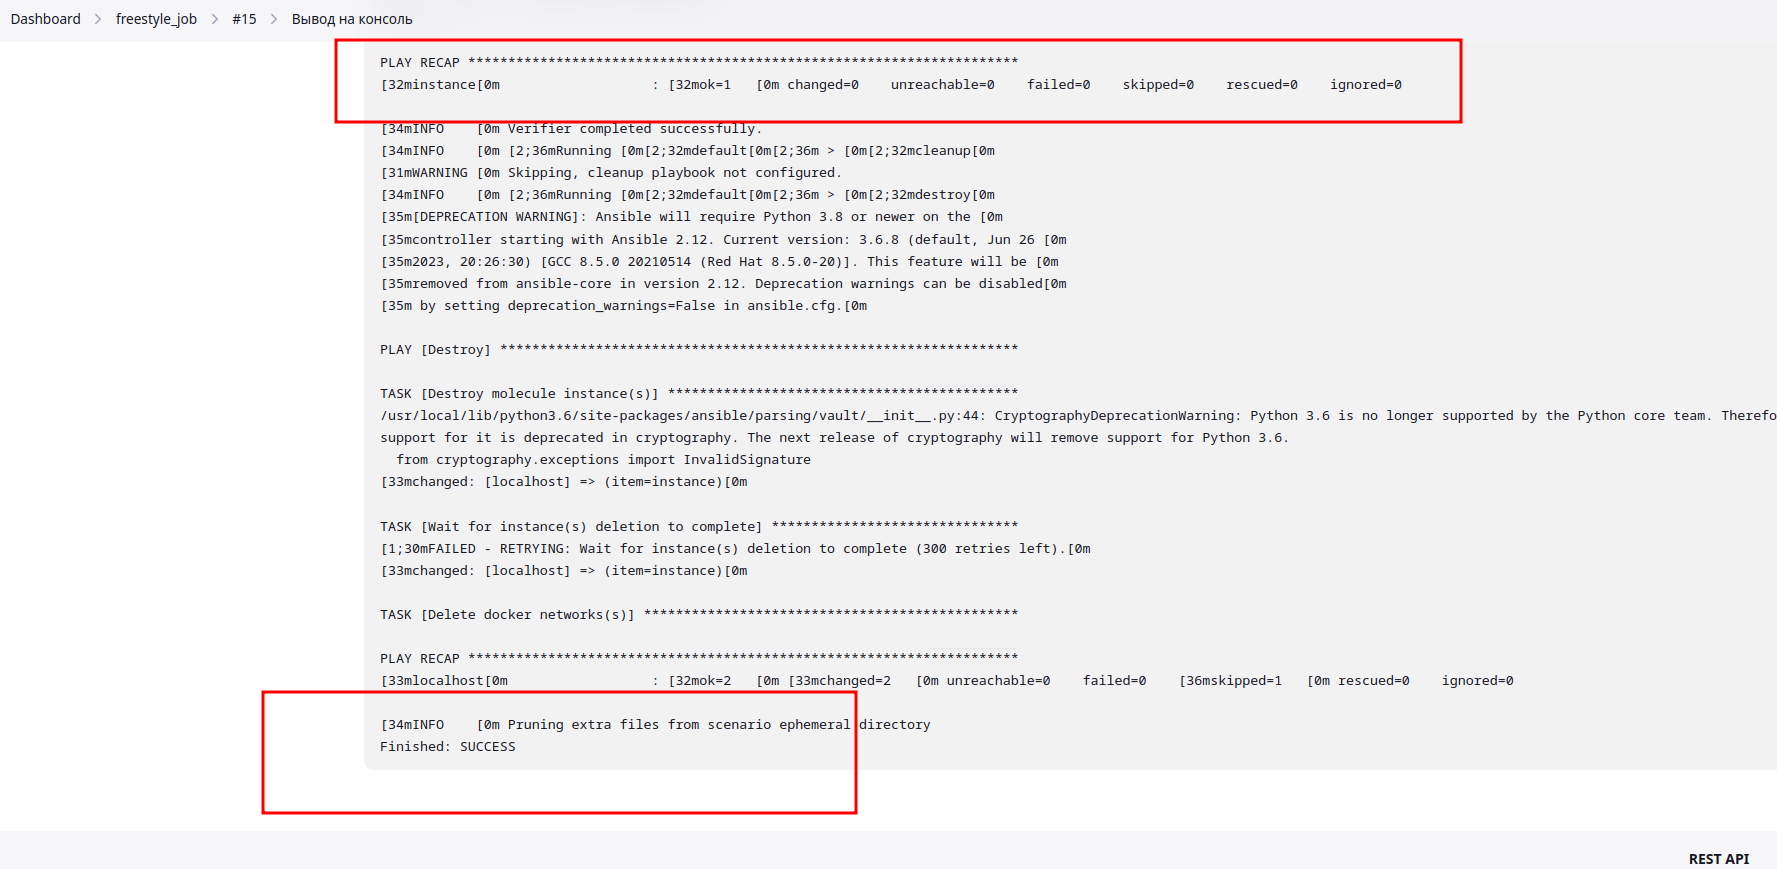 Dashboard > freestyle_job > #15 > Вывод на консоль
PLAY RECAP *********************************************************************
[32minstance[0m                   : [32mok=1   [0m changed=0    unreachable=0    failed=0    skipped=0    rescued=0    ignored=0
[34mINFO    [0m Verifier completed successfully.
[34mINFO    [0m [2;36mRunning [0m[2;32mdefault[0m[2;36m > [0m[2;32mcleanup[0m
[31mWARNING [0m Skipping, cleanup playbook not configured.
[34mINFO    [0m [2;36mRunning [0m[2;32mdefault[0m[2;36m > [0m[2;32mdestroy[0m
[35m[DEPRECATION WARNING]: Ansible will require Python 3.8 or newer on the [0m
[35mcontroller starting with Ansible 2.12. Current version: 3.6.8 (default, Jun 26 [0m
[35m2023, 20:26:30) [GCC 8.5.0 20210514 (Red Hat 8.5.0-20)]. This feature will be [0m
[35mremoved from ansible-core in version 2.12. Deprecation warnings can be disabled[0m
[35m by setting deprecation_warnings=False in ansible.cfg.[0m
PLAY [Destroy] *****************************************************************
TASK [Destroy molecule instance(s)] ********************************************
/usr/local/lib/python3.6/site-packages/ansible/parsing/vault/__init__.py:44: CryptographyDeprecationWarning: Python 3.6 is no longer supported by the Python core team. Therefo
support for it is deprecated in cryptography. The next release of cryptography will remove support for Python 3.6.
  from cryptography.exceptions import InvalidSignature
[33mchanged: [localhost] => (item=instance)[0m
TASK [Wait for instance(s) deletion to complete] *******************************
[1;30mFAILED - RETRYING: Wait for instance(s) deletion to complete (300 retries left).[0m
[33mchanged: [localhost] => (item=instance)[0m
TASK [Delete docker networks(s)] ***********************************************
PLAY RECAP *********************************************************************
[33mlocalhost[0m                  : [32mok=2   [0m [33mchanged=2   [0m unreachable=0    failed=0    [36mskipped=1   [0m rescued=0    ignored=0
[34mINFO    [0m Pruning extra files from scenario ephemeral directory
Finished: SUCCESS
REST API